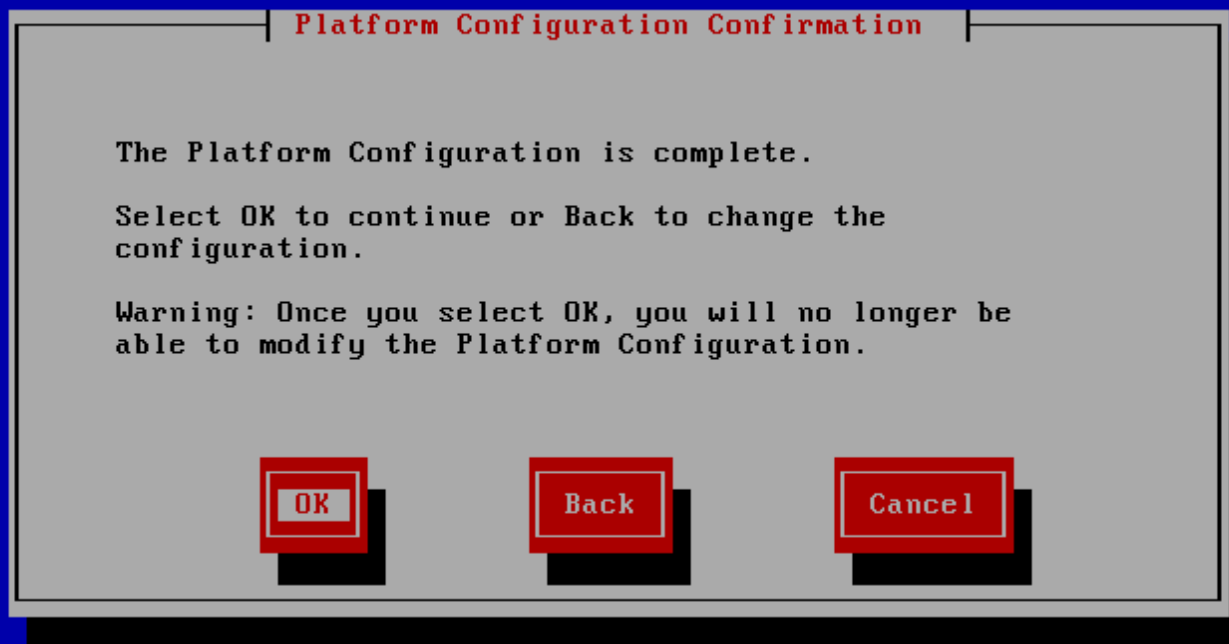 Platform Configuration Confirmation
The Platform Configuration is complete.
Select OK to continue or Back to change the
configuration.
Warning: Once you select OK, you will no longer be
able to modify the Platform Configuration.
OK
Back
Cancel